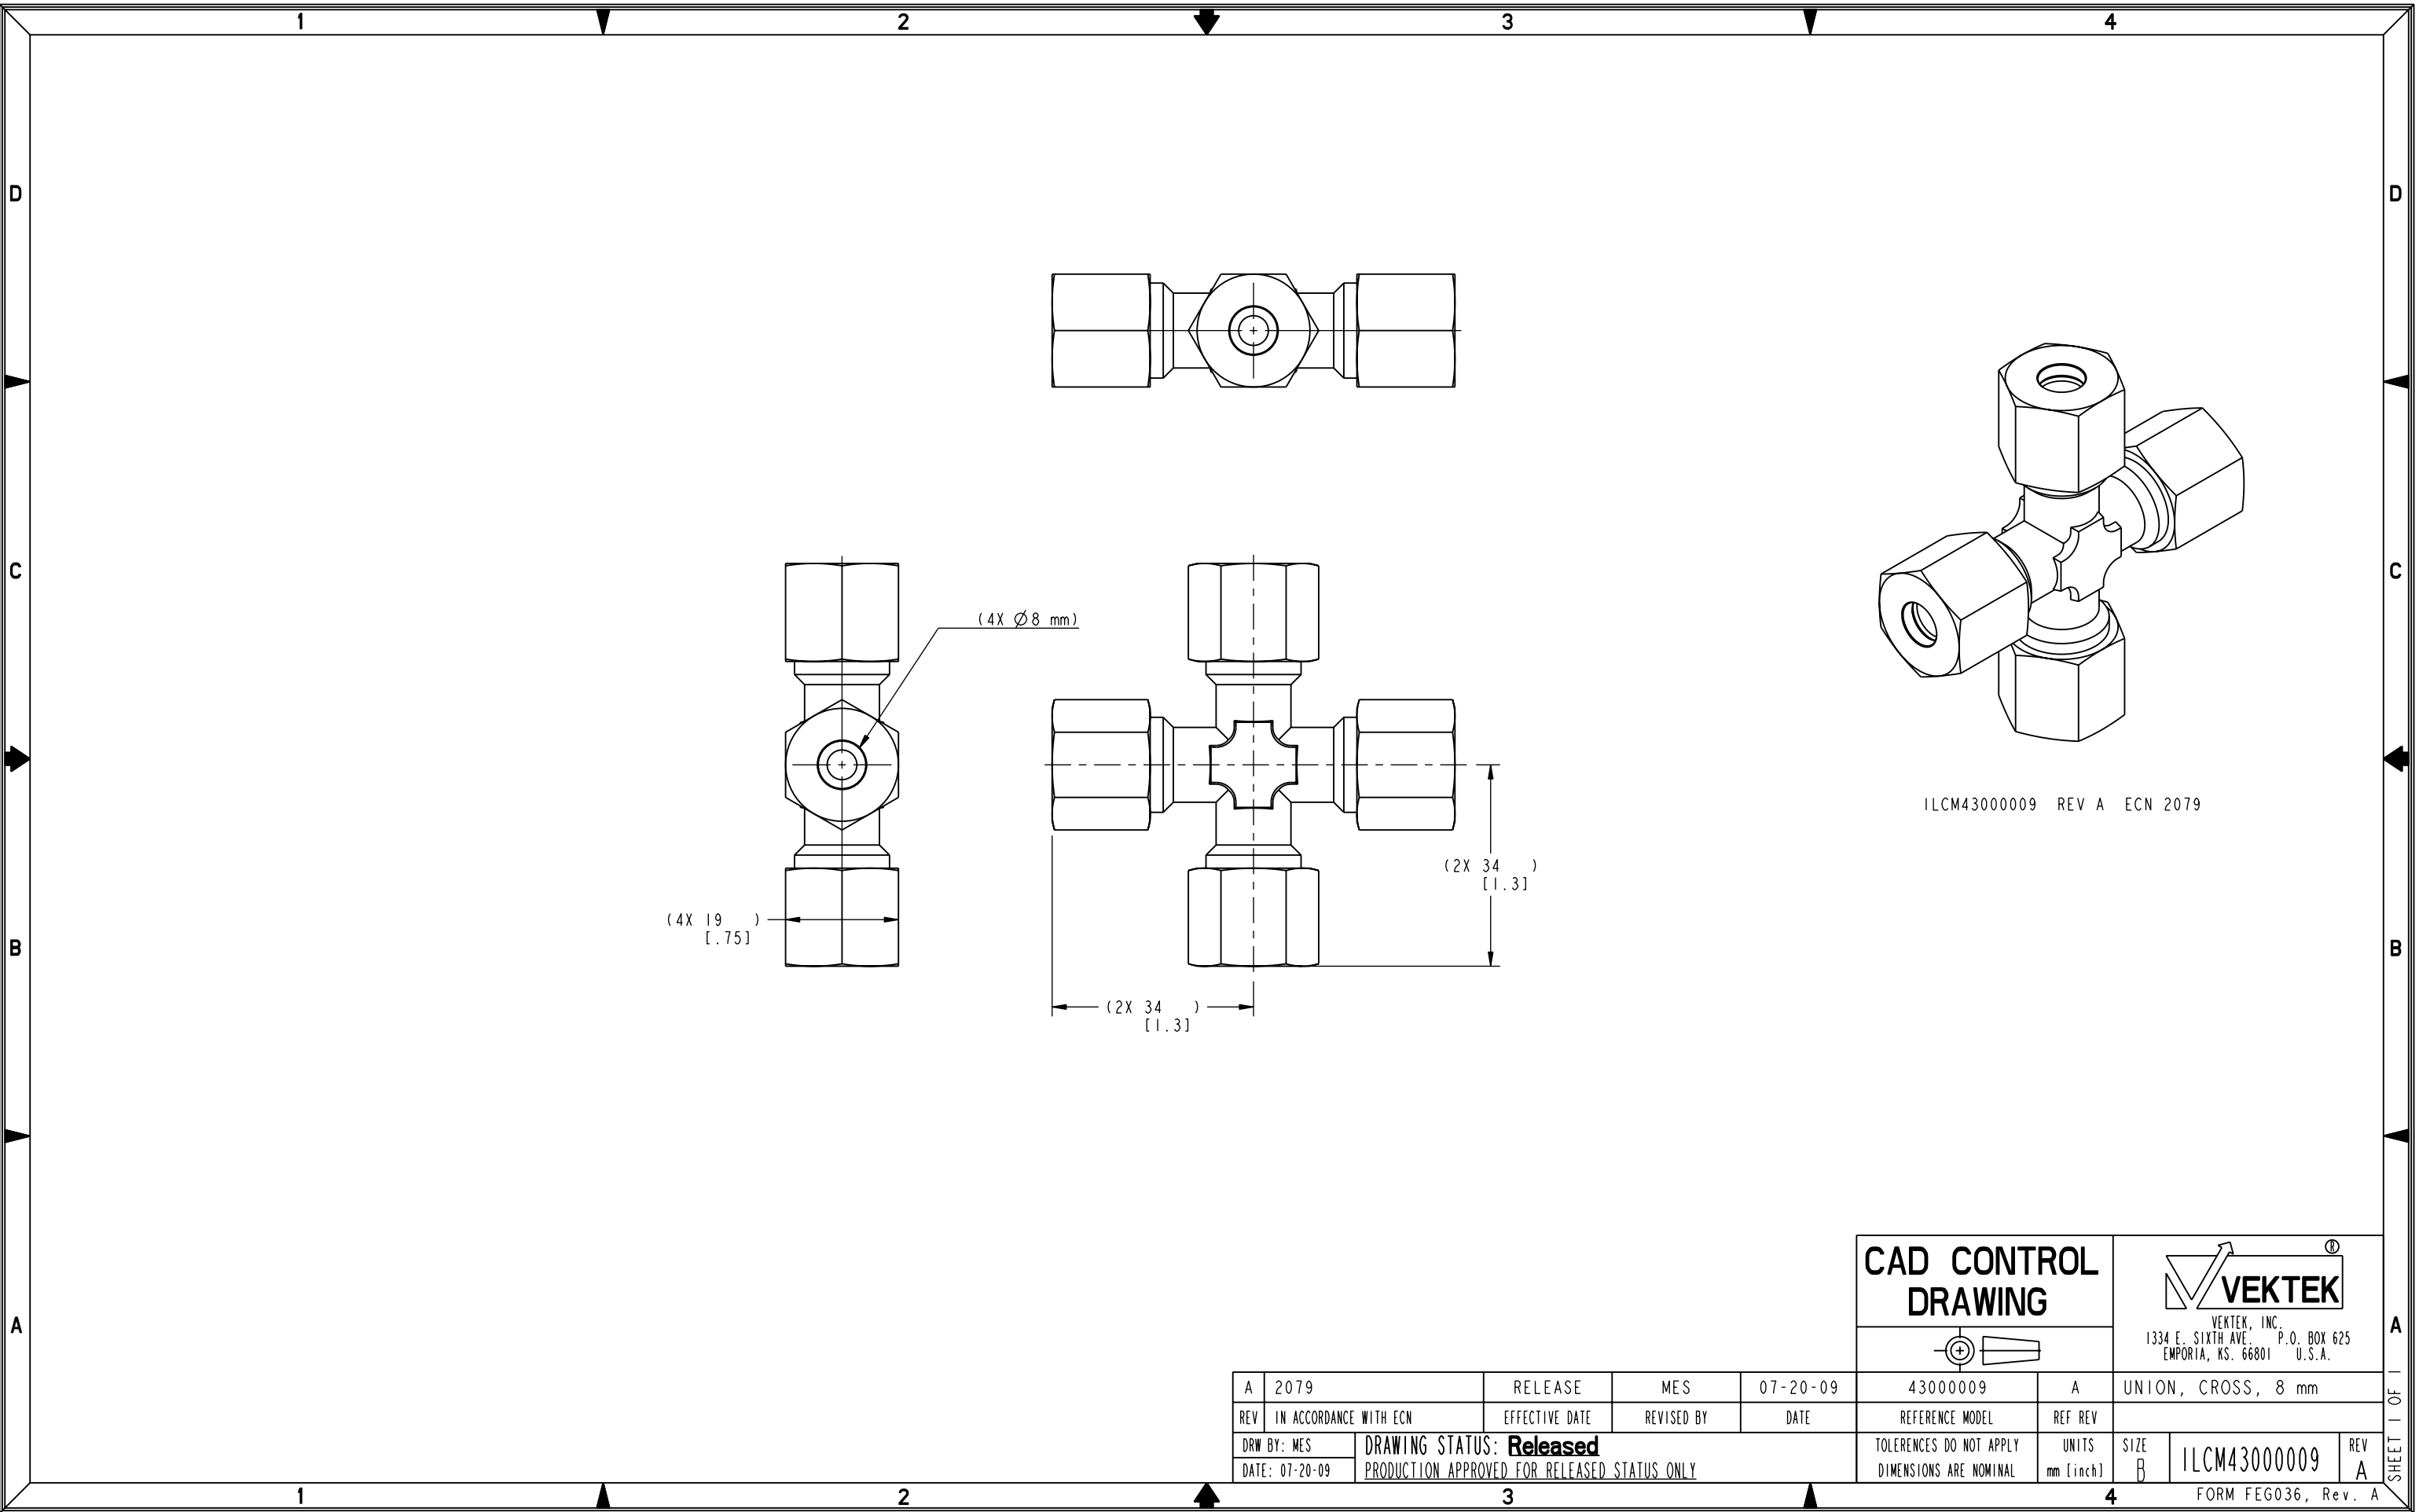 1 2 3 4
D D
(4X Ø8 mm)
C C
ILCM43000009 REV A ECN 2079
(2X 34 )
[1.3]
(4X 19 )
[.75]
B B
(2X 34 )
[1.3]
CAD CONTROL
DRAWING
®
VEKTEK
VEKTEK, INC.
1334 E. SIXTH AVE. P.O. BOX 625
EMPORIA, KS. 66801 U.S.A.
A A
A 2079 RELEASE MES 07-20-09 43000009 A UNION, CROSS, 8 mm
REV IN ACCORDANCE WITH ECN EFFECTIVE DATE REVISED BY DATE REFERENCE MODEL REF REV
DRW BY: MES DRAWING STATUS: Released TOLERENCES DO NOT APPLY UNITS SIZE ILCM43000009 REV
DATE: 07-20-09 PRODUCTION APPROVED FOR RELEASED STATUS ONLY DIMENSIONS ARE NOMINAL mm [inch] B A
SHEET 1 OF 1
1 2 3 4
FORM FEG036, Rev. A